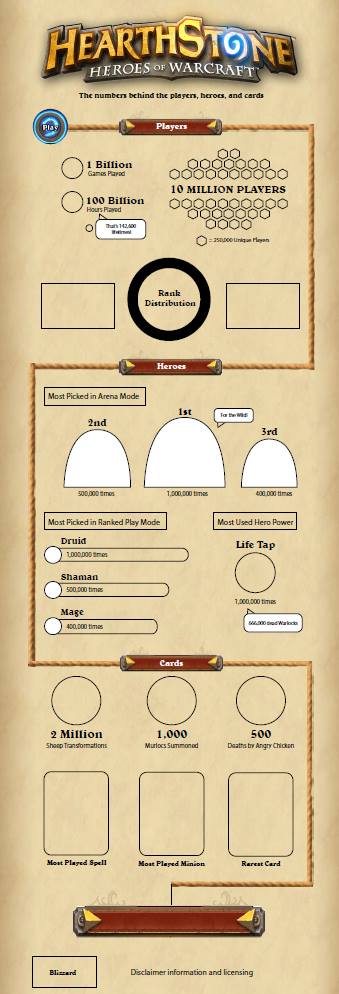 HEARTHSTONE
HEROES OF WARCRAFT
The numbers behind the players, heroes, and cards
Play
Players
1 Billion
Games Played
100 Billion
Hours Played
That's 142,600
lifetimes!
10 MILLION PLAYERS
= 250,000 Unique Players
Rank
Distribution
Heroes
Most Picked in Arena Mode
2nd
1st
3rd
For the Wild!
500,000 times
1,000,000 times
400,000 times
Most Picked in Ranked Play Mode
Druid
1,000,000 times
Shaman
500,000 times
Mage
400,000 times
Most Used Hero Power
Life Tap
1,000,000 times
666,000 dead Warlocks
Cards
2 Million
Sheep Transformations
1,000
Murlocs Summoned
500
Deaths by Angry Chicken
Most Played Spell
Most Played Minion
Rarest Card
Blizzard
Disclaimer information and licensing